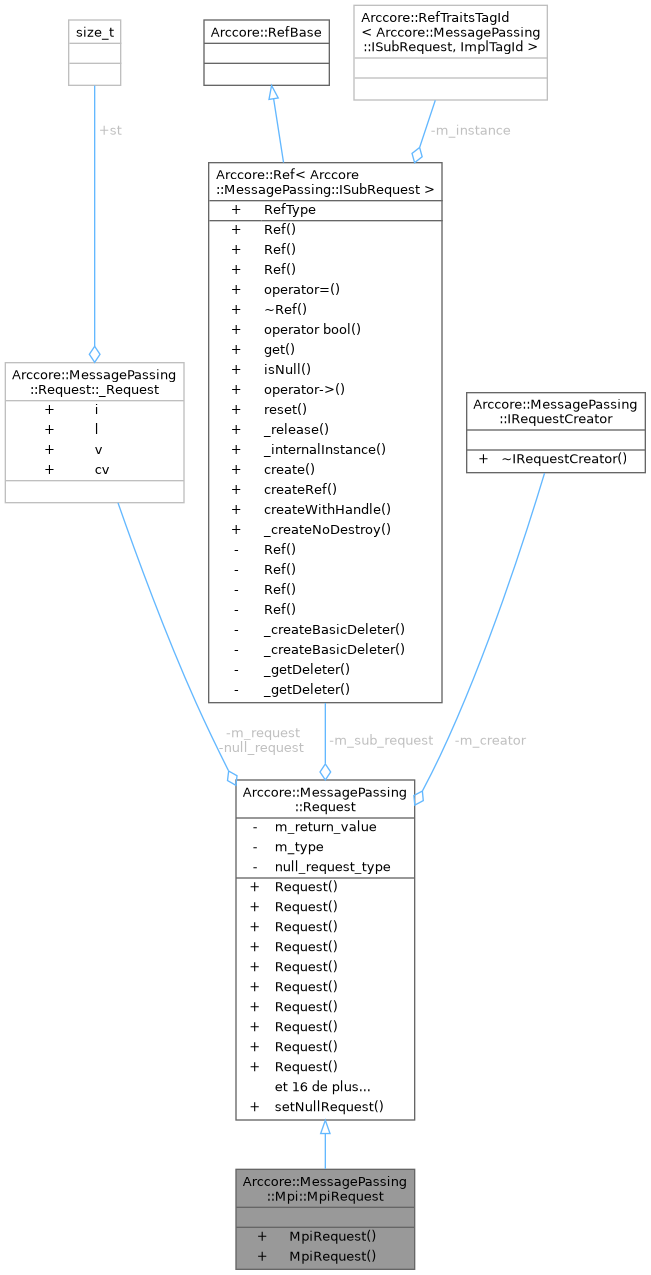 size_t
Arccore::RefBase
Arccore::RefTraitsTagId
< Arccore::MessagePassing
::ISubRequest, ImplTagId >
+st
-m_instance
Arccore::Ref< Arccore
::MessagePassing::ISubRequest >
+ RefType
+ Ref()
+ Ref()
+ Ref()
+ operator=()
+ ~Ref()
+ operator bool()
+ get()
+ isNull()
+ operator->()
+ reset()
+ _release()
+ _internalInstance()
+ create()
+ createRef()
+ createWithHandle()
+ _createNoDestroy()
- Ref()
- Ref()
- Ref()
- Ref()
- _createBasicDeleter()
- _createBasicDeleter()
- _getDeleter()
- _getDeleter()
Arccore::MessagePassing
::Request::_Request
+ i
+ l
+ v
+ cv
Arccore::MessagePassing
::IRequestCreator
+ ~IRequestCreator()
-m_request
-null_request
-m_sub_request
-m_creator
Arccore::MessagePassing
::Request
- m_return_value
- m_type
- null_request_type
+ Request()
+ Request()
+ Request()
+ Request()
+ Request()
+ Request()
+ Request()
+ Request()
+ Request()
+ Request()
et 16 de plus...
+ setNullRequest()
Arccore::MessagePassing
::Mpi::MpiRequest
+ MpiRequest()
+ MpiRequest()